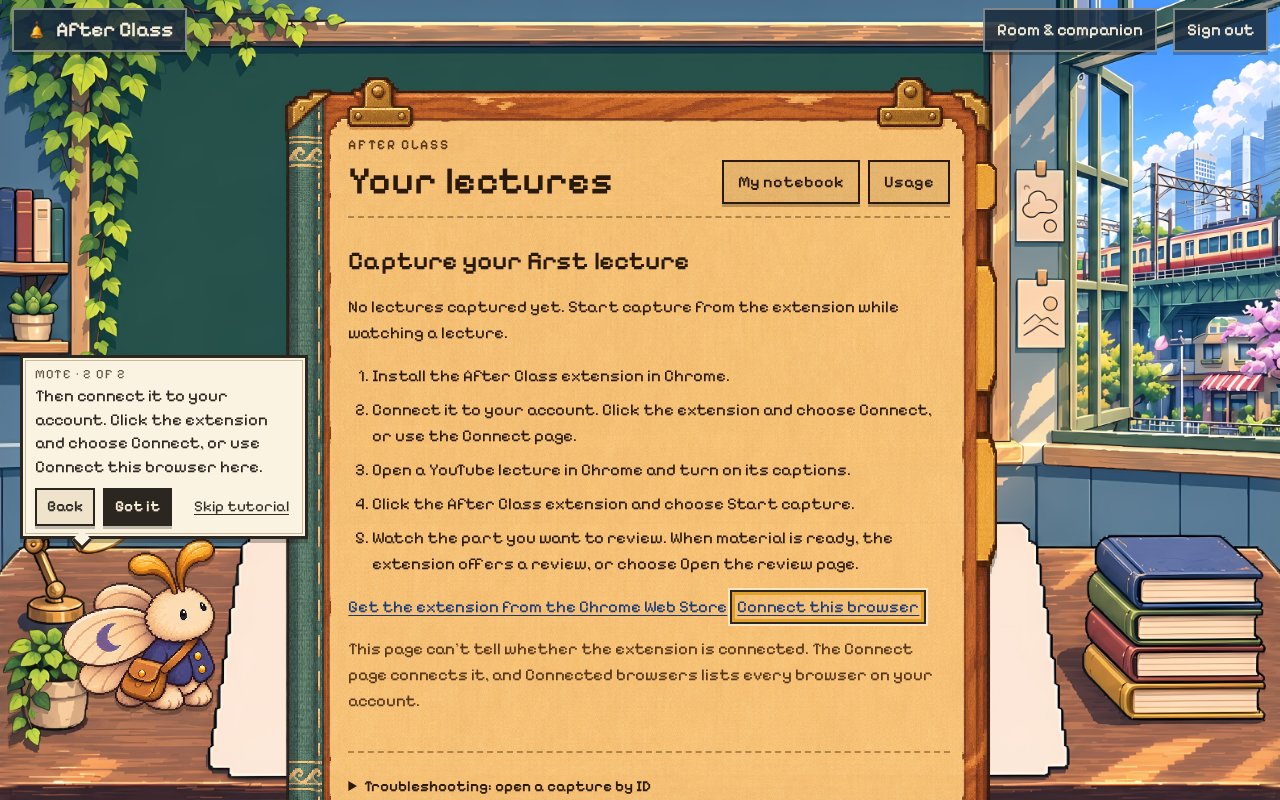 After Class
Room & companion
Sign out
AFTER CLASS
Your lectures
My notebook
Usage
Capture your first lecture
No lectures captured yet. Start capture from the extension while
watching a lecture.
1. Install the After Class extension in Chrome.
2. Connect it to your account. Click the extension and choose Connect,
or use the Connect page.
3. Open a YouTube lecture in Chrome and turn on its captions.
4. Click the After Class extension and choose Start capture.
5. Watch the part you want to review. When material is ready, the
extension offers a review, or choose Open the review page.
Get the extension from the Chrome Web Store Connect this browser
This page can't tell whether the extension is connected. The Connect
page connects it, and Connected browsers lists every browser on your
account.
Troubleshooting: open a capture by ID
MOTE · 2 OF 2
Then connect it to your
account. Click the extension
and choose Connect, or use
Connect this browser here.
Back
Got it
Skip tutorial